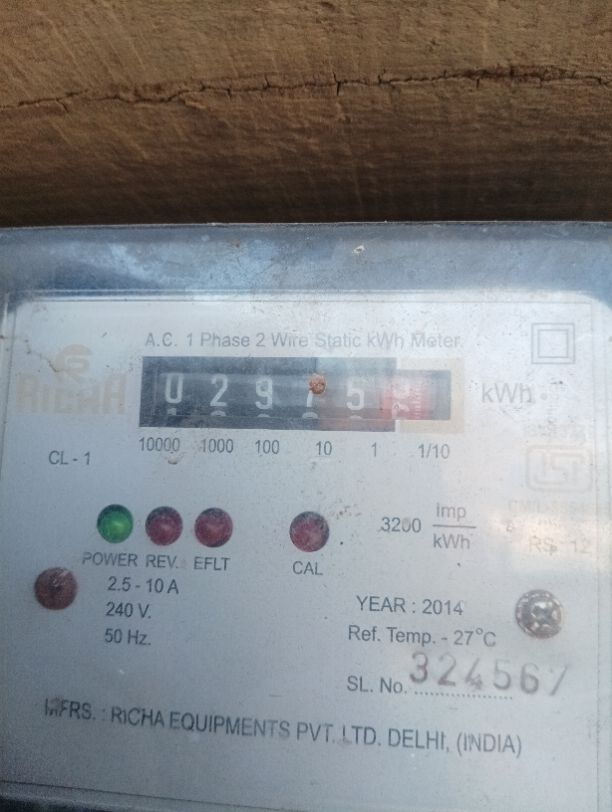 A.C. 1 Phase 2 Wire Static kWh Meter.
RICHA
0 2 9 7 5
kWh
10000 1000 100 10 1 1/10
CL - 1
3200 imp
kWh
POWER REV. EFLT
CAL
RS-12
2.5 - 10 A
240 V.
50 Hz.
YEAR : 2014
Ref. Temp. - 27°C
SL. No. 324567
MFRS. : RICHA EQUIPMENTS PVT. LTD. DELHI, (INDIA)